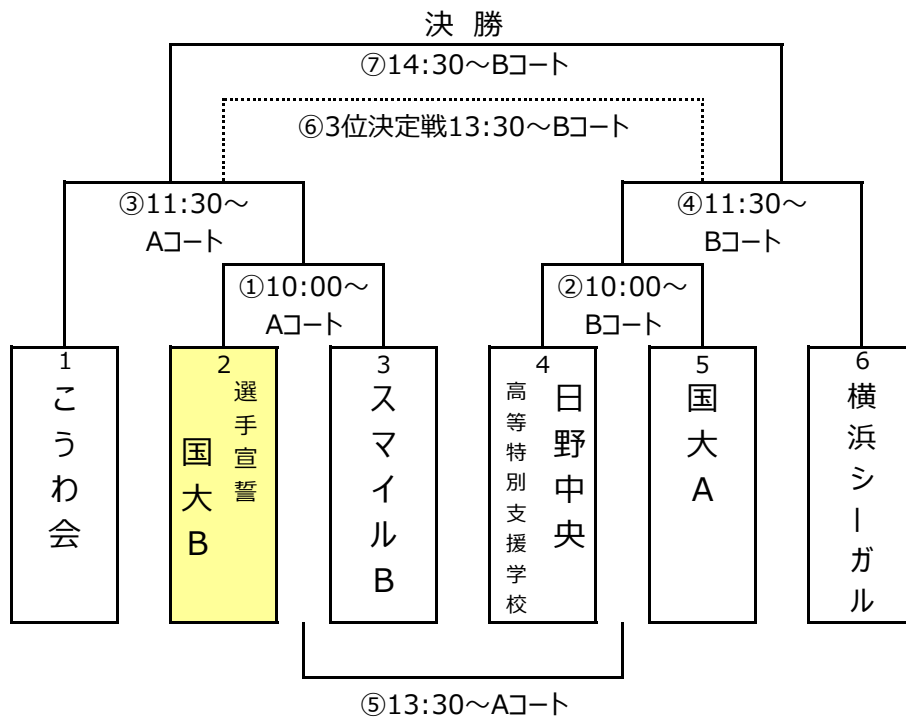 決 勝
⑦14:30～Bコート
⑥3位決定戦13:30～Bコート
③11:30～
Aコート
④11:30～
Bコート
①10:00～
Aコート
②10:00～
Bコート
1
こうわ会
2
選手宣誓
国大B
3
スマイルB
4
日野中央
高等特別支援学校
5
国大A
6
横浜シーガル
⑤13:30～Aコート